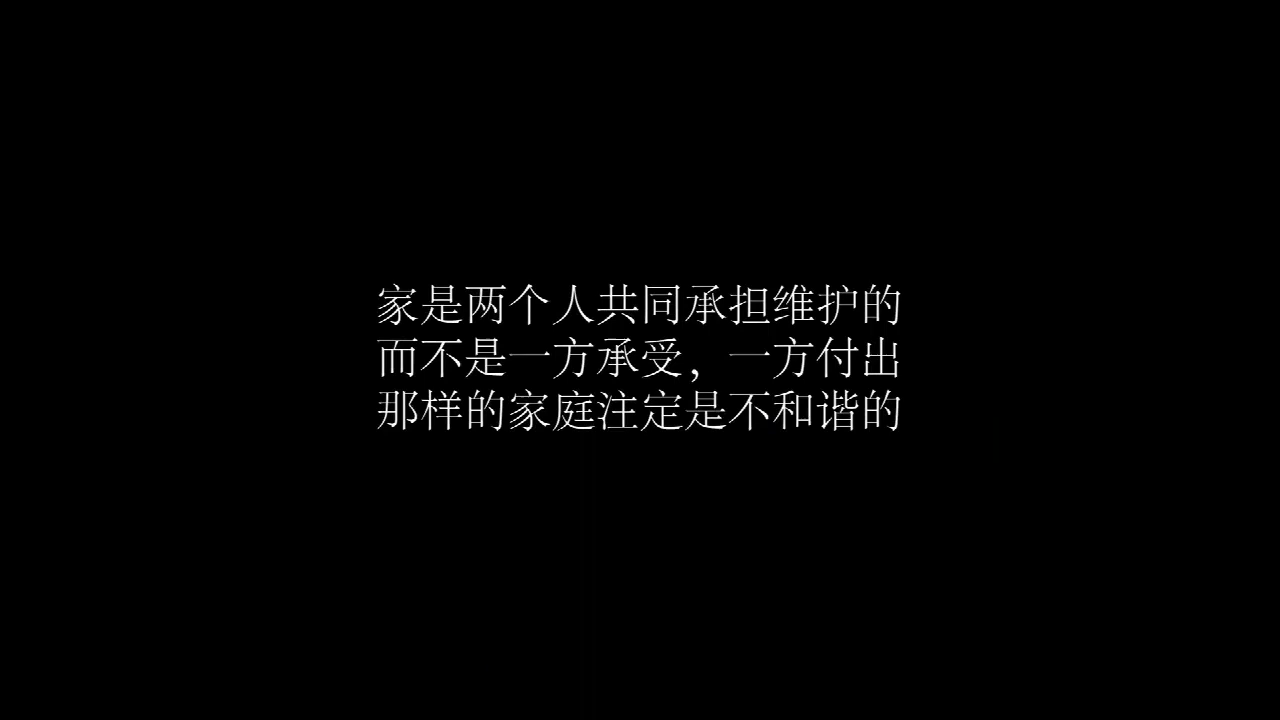 家是两个人共同承担维护的
而不是一方承受，一方付出
那样的家庭注定是不和谐的